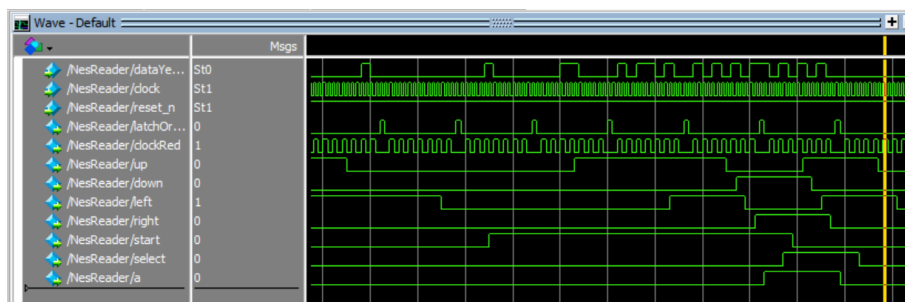 Wave - Default
Msgs
/NesReader/dataYe... St0
/NesReader/clock St1
/NesReader/reset_n St1
/NesReader/latchOr... 0
/NesReader/clockRed 1
/NesReader/up 0
/NesReader/down 0
/NesReader/left 1
/NesReader/right 0
/NesReader/start 0
/NesReader/select 0
/NesReader/a 0